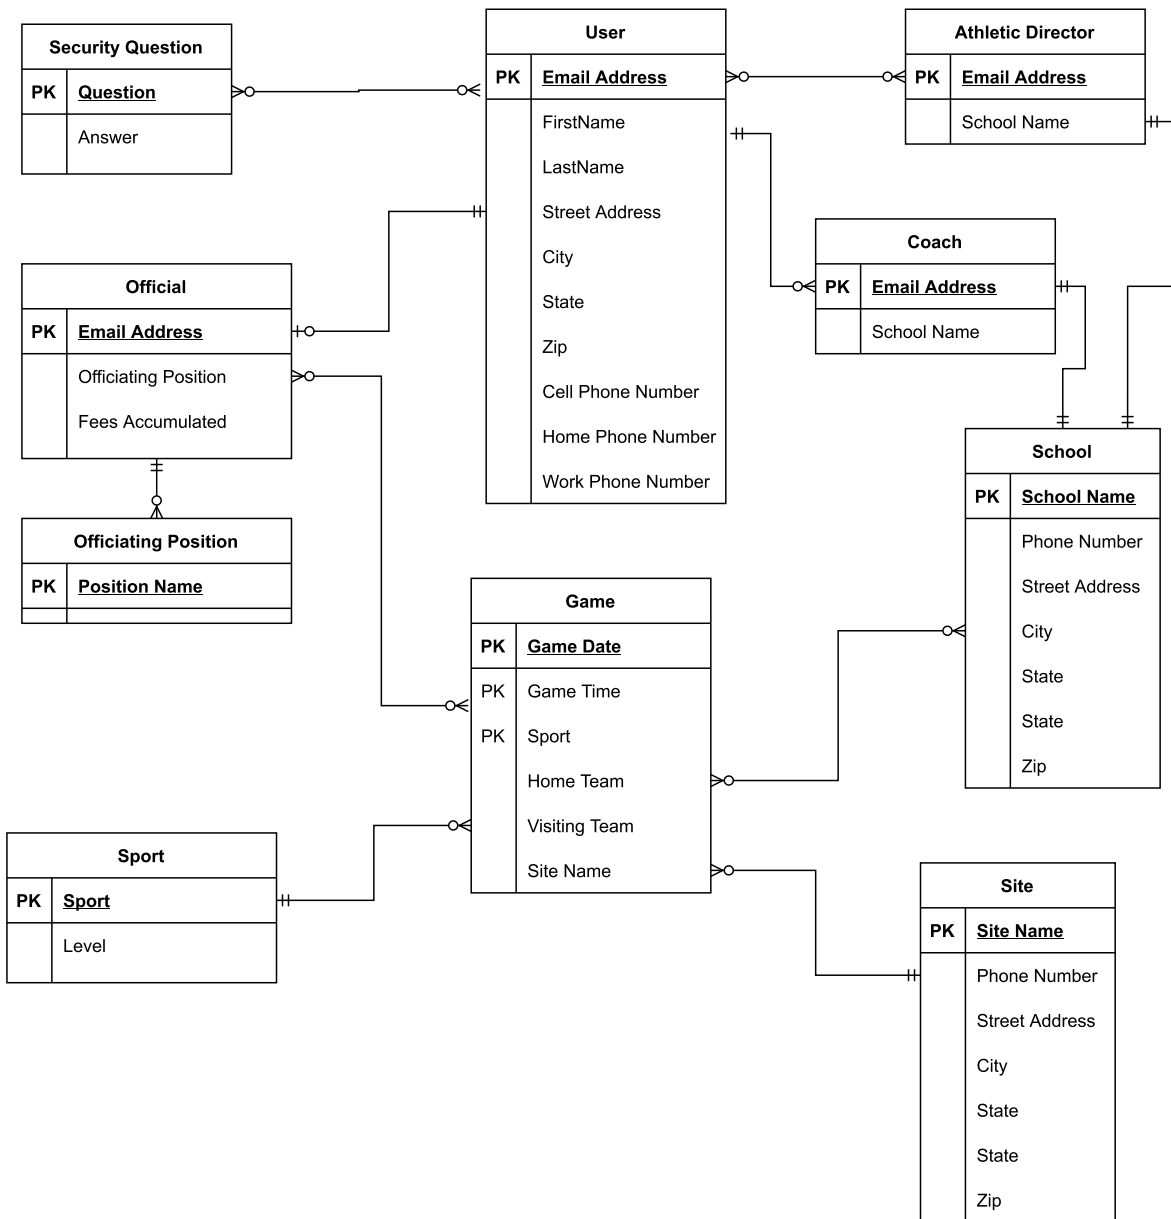 Security Question
PK Question
Answer
User
PK Email Address
FirstName
LastName
Street Address
City
State
Zip
Cell Phone Number
Home Phone Number
Work Phone Number
Athletic Director
PK Email Address
School Name
Coach
PK Email Address
School Name
Official
PK Email Address
Officiating Position
Fees Accumulated
Officiating Position
PK Position Name
School
PK School Name
Phone Number
Street Address
City
State
State
Zip
Game
PK Game Date
PK Game Time
PK Sport
Home Team
Visiting Team
Site Name
Sport
PK Sport
Level
Site
PK Site Name
Phone Number
Street Address
City
State
State
Zip